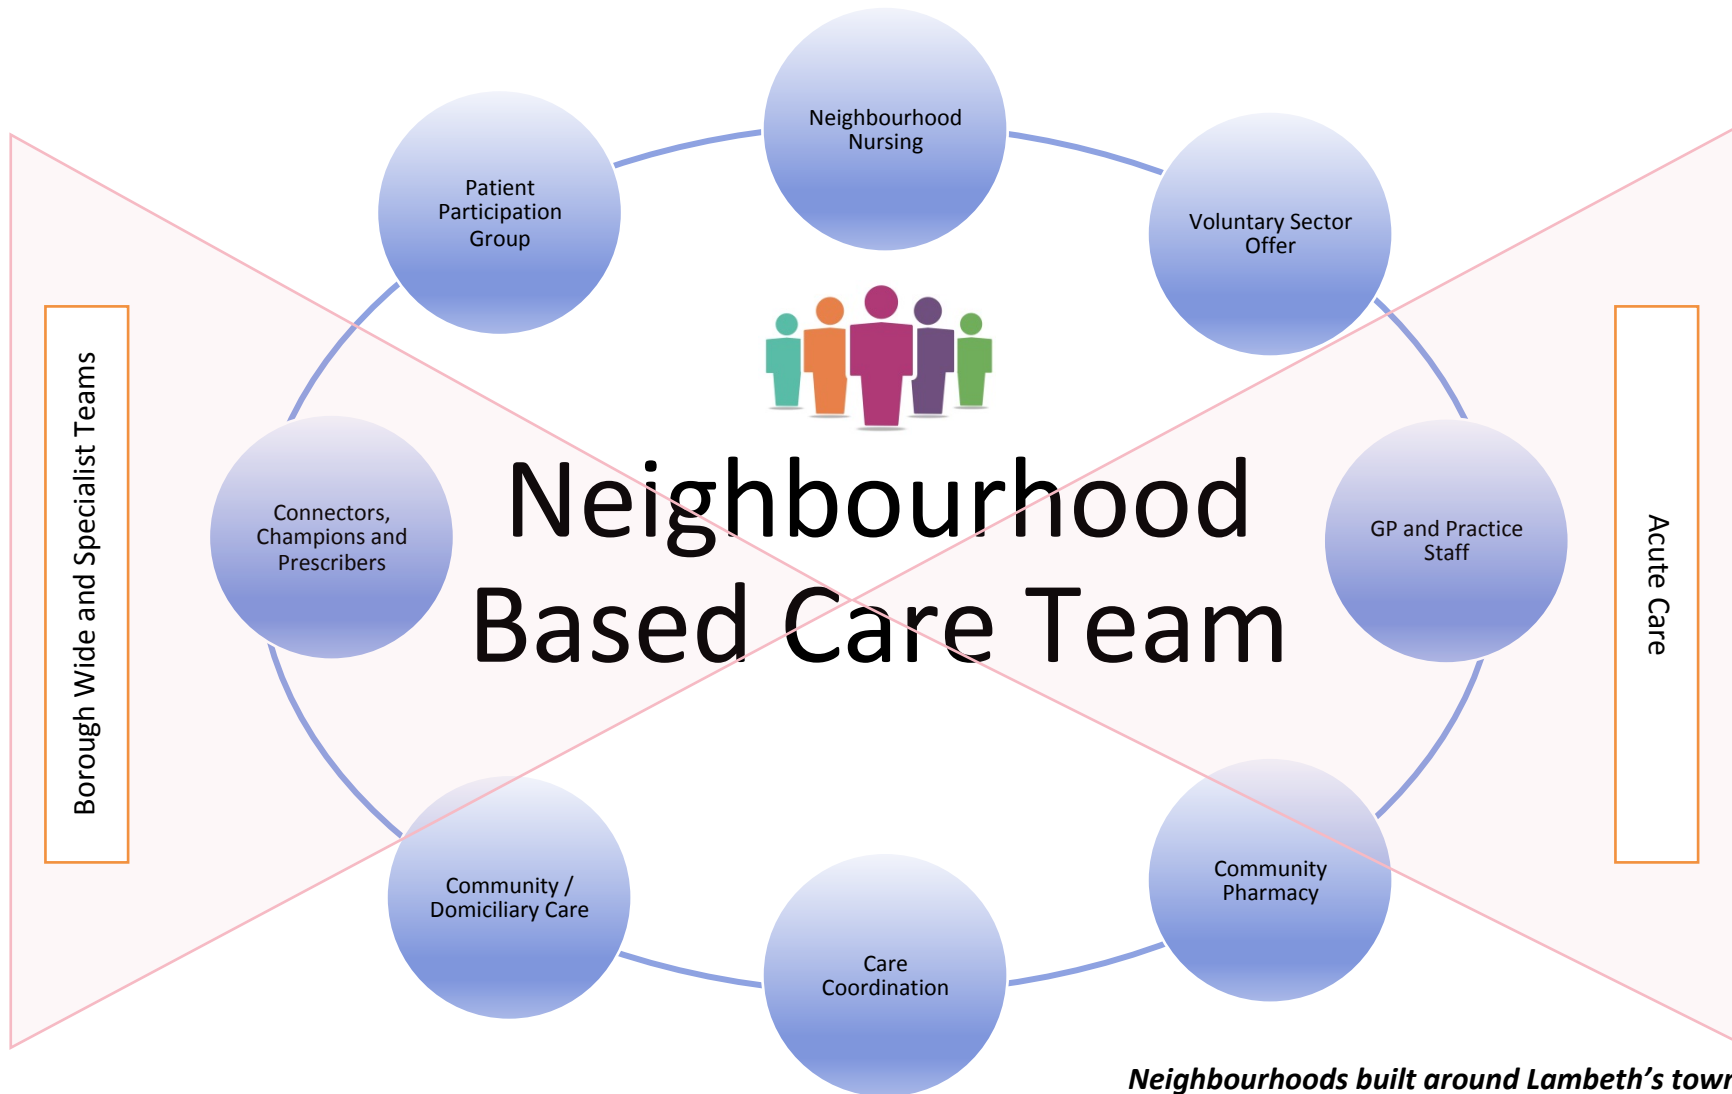 Neighbourhood
Nursing
Patient
Participation
Group
Voluntary Sector
Offer
Borough Wide and Specialist Teams
Connectors,
Champions and
Prescribers
Neighbourhood
Based Care Team
GP and Practice
Staff
Acute Care
Community /
Domiciliary Care
Care
Coordination
Community
Pharmacy
Neighbourhoods built around Lambeth’s town